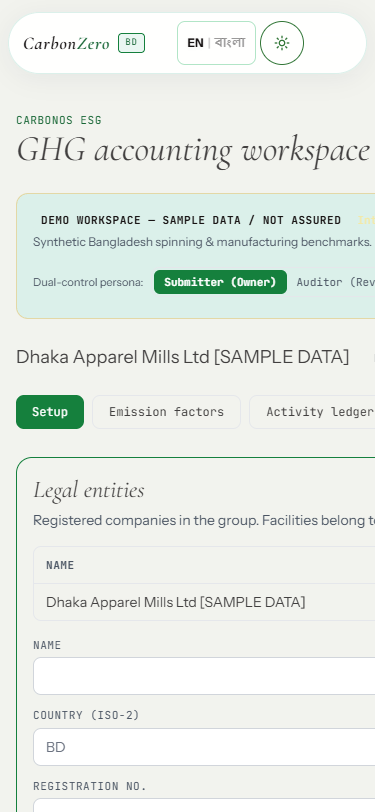 CarbonZero BD EN | বাংলা
CARBONOS ESG
GHG accounting workspace
DEMO WORKSPACE — SAMPLE DATA / NOT ASSURED
Synthetic Bangladesh spinning & manufacturing benchmarks.
Dual-control persona: Submitter (Owner) Auditor (Rev
Dhaka Apparel Mills Ltd [SAMPLE DATA]
Setup Emission factors Activity ledger
Legal entities
Registered companies in the group. Facilities belong t
NAME
Dhaka Apparel Mills Ltd [SAMPLE DATA]
NAME
COUNTRY (ISO-2)
BD
REGISTRATION NO.